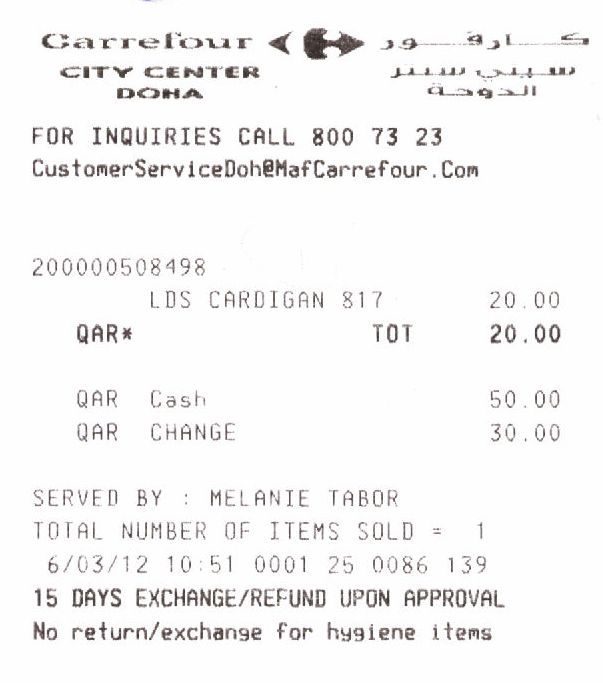 Carrefour كارفور
CITY CENTER سيتي سنتر
DOHA الدوحة
FOR INQUIRIES CALL 800 73 23
CustomerServiceDoh@MafCarrefour.Com
200000508498
LDS CARDIGAN 817 20.00
QAR* TOT 20.00
QAR Cash 50.00
QAR CHANGE 30.00
SERVED BY : MELANIE TABOR
TOTAL NUMBER OF ITEMS SOLD = 1
6/03/12 10:51 0001 25 0086 139
15 DAYS EXCHANGE/REFUND UPON APPROVAL
No return/exchange for hygiene items